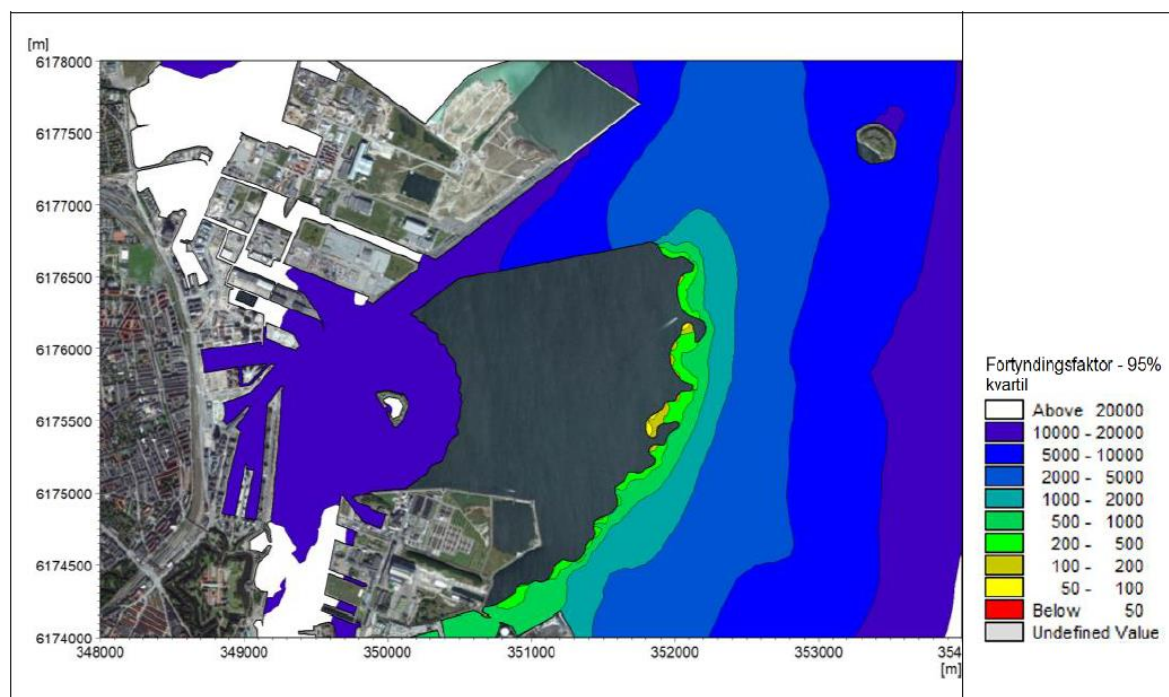 [m]
6178000
6177500
6177000
6176500
6176000
6175500
6175000
6174500
6174000
348000 349000 350000 351000 352000 353000 354
[m]
Fortyndingsfaktor - 95%
kvartil
Above 20000
10000 - 20000
5000 - 10000
2000 - 5000
1000 - 2000
500 - 1000
200 - 500
100 - 200
50 - 100
Below 50
Undefined Value